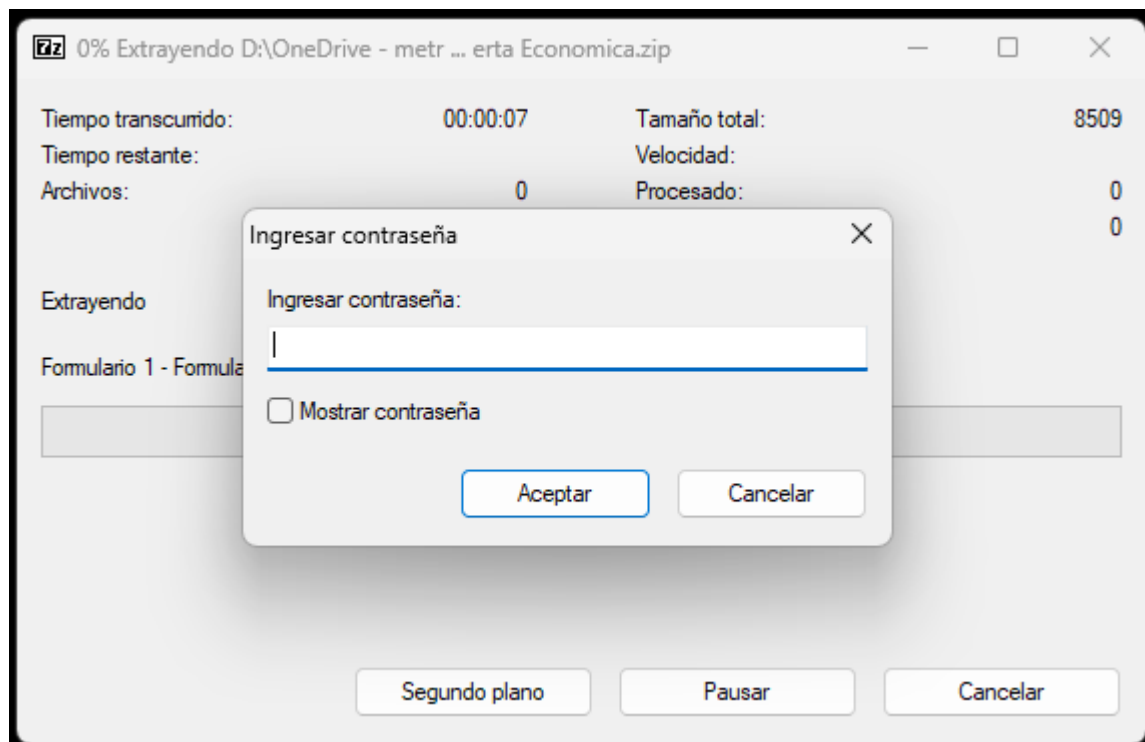 7z 0% Extrayendo D:\OneDrive - metr ... erta Economica.zip
Tiempo transcurrido: 00:00:07 Tamaño total: 8509
Tiempo restante: Velocidad:
Archivos: 0 Procesado: 0
0
Ingresar contraseña
Extrayendo
Ingresar contraseña:
Formulario 1 - Formula
Mostrar contraseña
Aceptar Cancelar
Segundo plano Pausar Cancelar